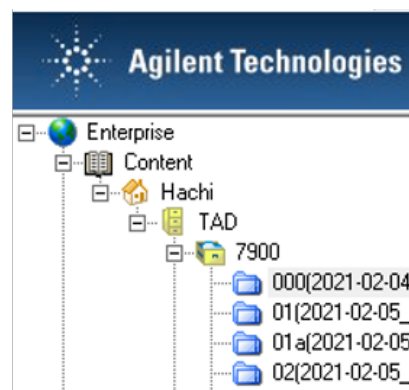 Agilent Technologies
Enterprise
Content
Hachi
TAD
7900
000(2021-02-04
01(2021-02-05_
01a(2021-02-05
02(2021-02-05_